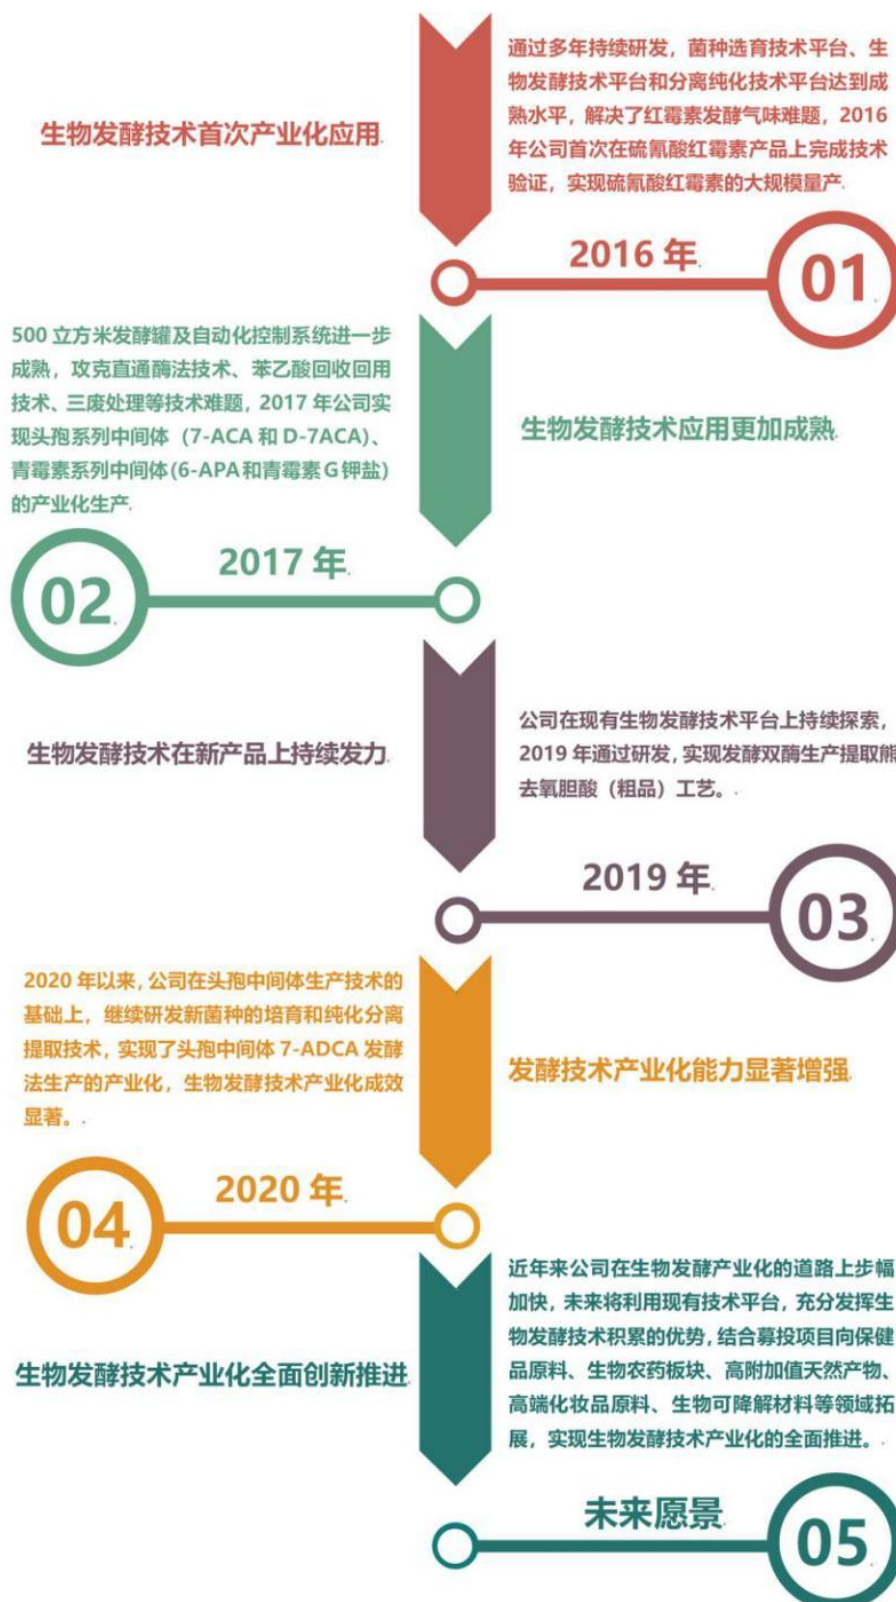 生物发酵技术首次产业化应用
通过多年持续研发，菌种选育技术平台、生
物发酵技术平台和分离纯化技术平台达到成
熟水平，解决了红霉素发酵气味难题，2016
年公司首次在硫氰酸红霉素产品上完成技术
验证，实现硫氰酸红霉素的大规模量产
2016 年
01
500 立方米发酵罐及自动化控制系统进一步
成熟，攻克直通酶法技术、苯乙酸回收回用
技术、三废处理等技术难题，2017 年公司实
现头孢系列中间体（7-ACA 和 D-7ACA）、
青霉素系列中间体(6-APA和青霉素G钾盐)
的产业化生产
生物发酵技术应用更加成熟
2017 年
02
生物发酵技术在新产品上持续发力
公司在现有生物发酵技术平台上持续探索，
2019 年通过研发，实现发酵双酶生产提取熊
去氧胆酸（粗品）工艺。
2019 年
03
2020 年以来，公司在头孢中间体生产技术的
基础上，继续研发新菌种的培育和纯化分离
提取技术，实现了头孢中间体 7-ADCA 发酵
法生产的产业化，生物发酵技术产业化成效
显著。
发酵技术产业化能力显著增强
2020 年
04
生物发酵技术产业化全面创新推进
近年来公司在生物发酵产业化的道路上步幅
加快，未来将利用现有技术平台，充分发挥生
物发酵技术积累的优势，结合募投项目向保健
品原料、生物农药板块、高附加值天然产物、
高端化妆品原料、生物可降解材料等领域拓
展，实现生物发酵技术产业化的全面推进。
未来愿景
05